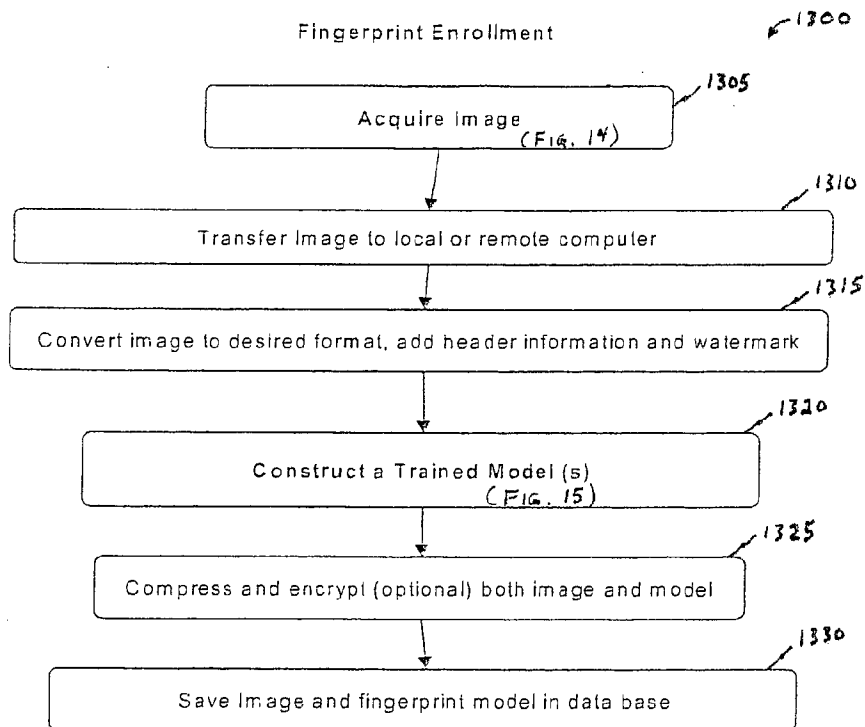 Fingerprint Enrollment
1300
1305
Acquire Image
(FIG. 14)
1310
Transfer Image to local or remote computer
1315
Convert image to desired format, add header information and watermark
1320
Construct a Trained Model (s)
(FIG. 15)
1325
Compress and encrypt (optional) both image and model
1330
Save Image and fingerprint model in data base